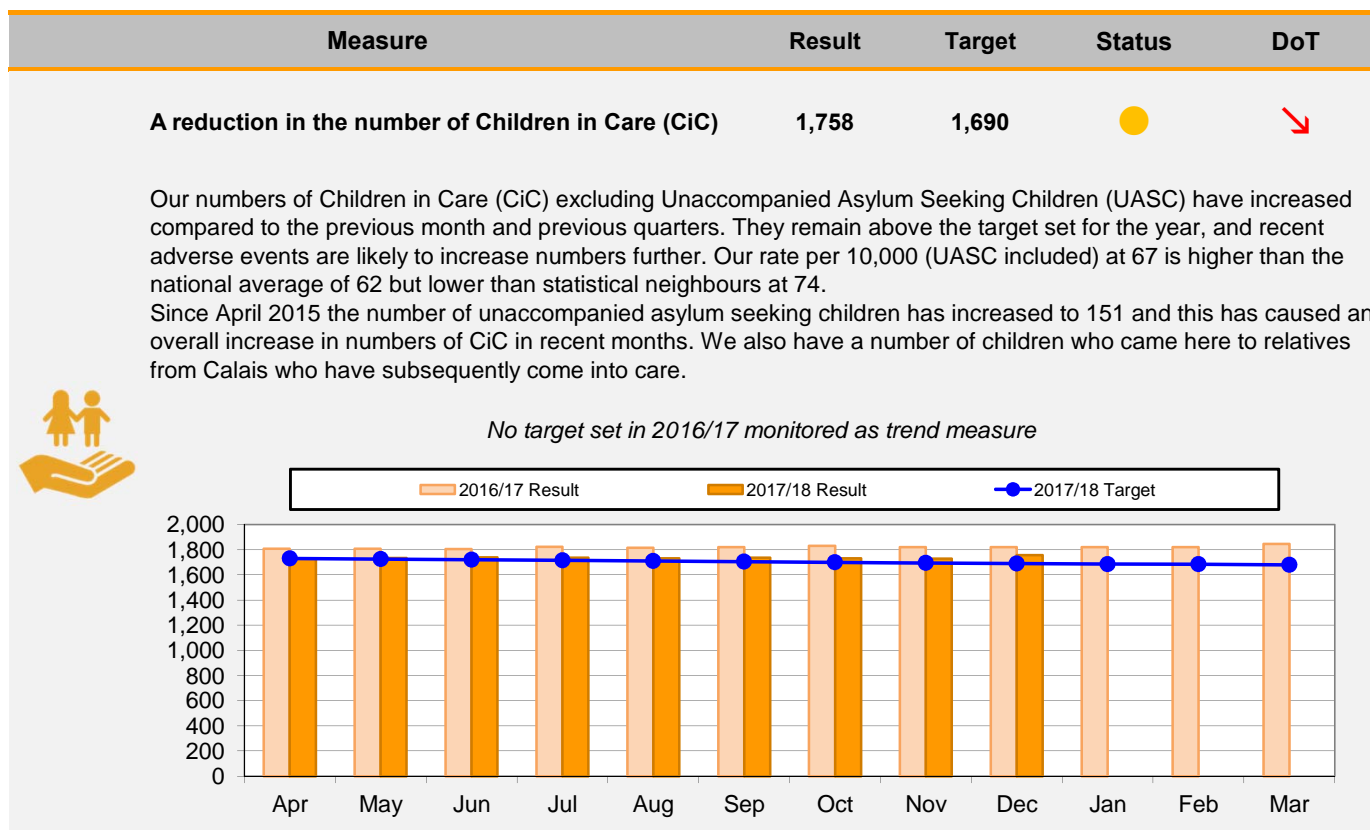 Measure Result Target Status DoT
A reduction in the number of Children in Care (CiC) 1,758 1,690
Our numbers of Children in Care (CiC) excluding Unaccompanied Asylum Seeking Children (UASC) have increased
compared to the previous month and previous quarters. They remain above the target set for the year, and recent
adverse events are likely to increase numbers further. Our rate per 10,000 (UASC included) at 67 is higher than the
national average of 62 but lower than statistical neighbours at 74.
Since April 2015 the number of unaccompanied asylum seeking children has increased to 151 and this has caused an
overall increase in numbers of CiC in recent months. We also have a number of children who came here to relatives
from Calais who have subsequently come into care.
No target set in 2016/17 monitored as trend measure
2016/17 Result 2017/18 Result 2017/18 Target
2,000
1,800
1,600
1,400
1,200
1,000
800
600
400
200
0
Apr May Jun Jul Aug Sep Oct Nov Dec Jan Feb Mar